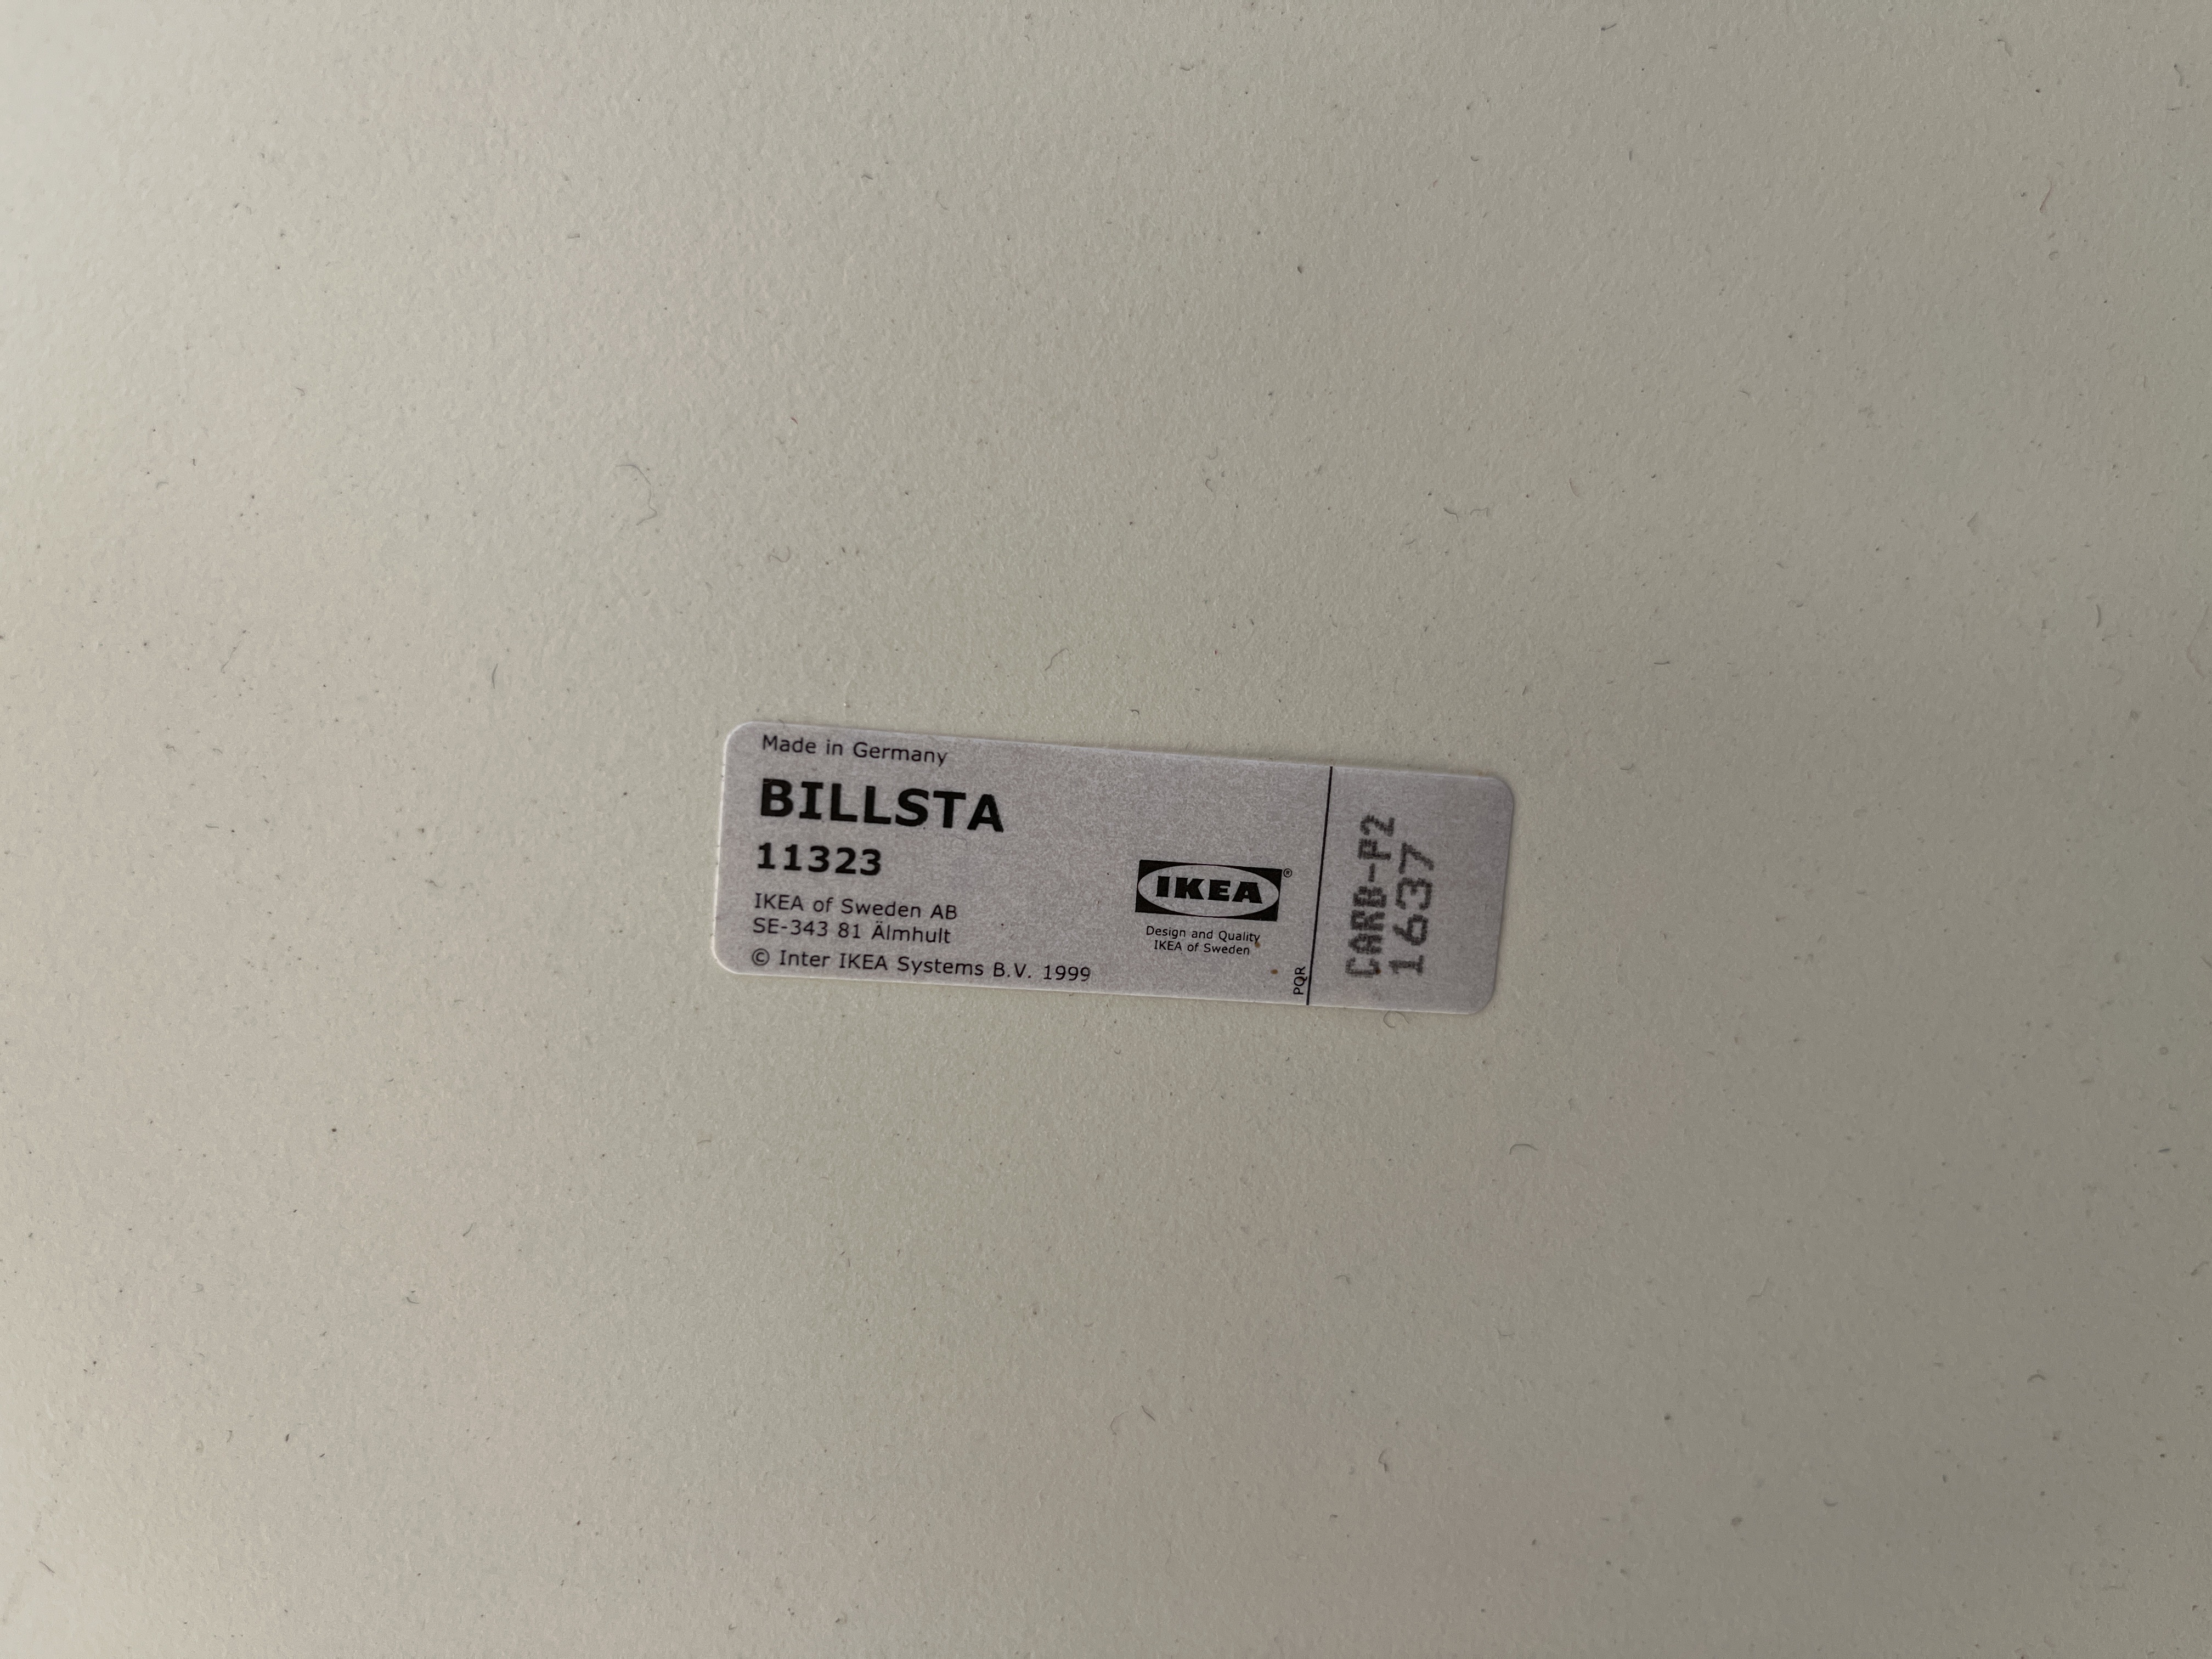 Made in Germany
BILLSTA
11323
IKEA of Sweden AB
SE-343 81 Älmhult
© Inter IKEA Systems B.V. 1999
IKEA®
Design and Quality
IKEA of Sweden
PQR
CARB-P2
1637